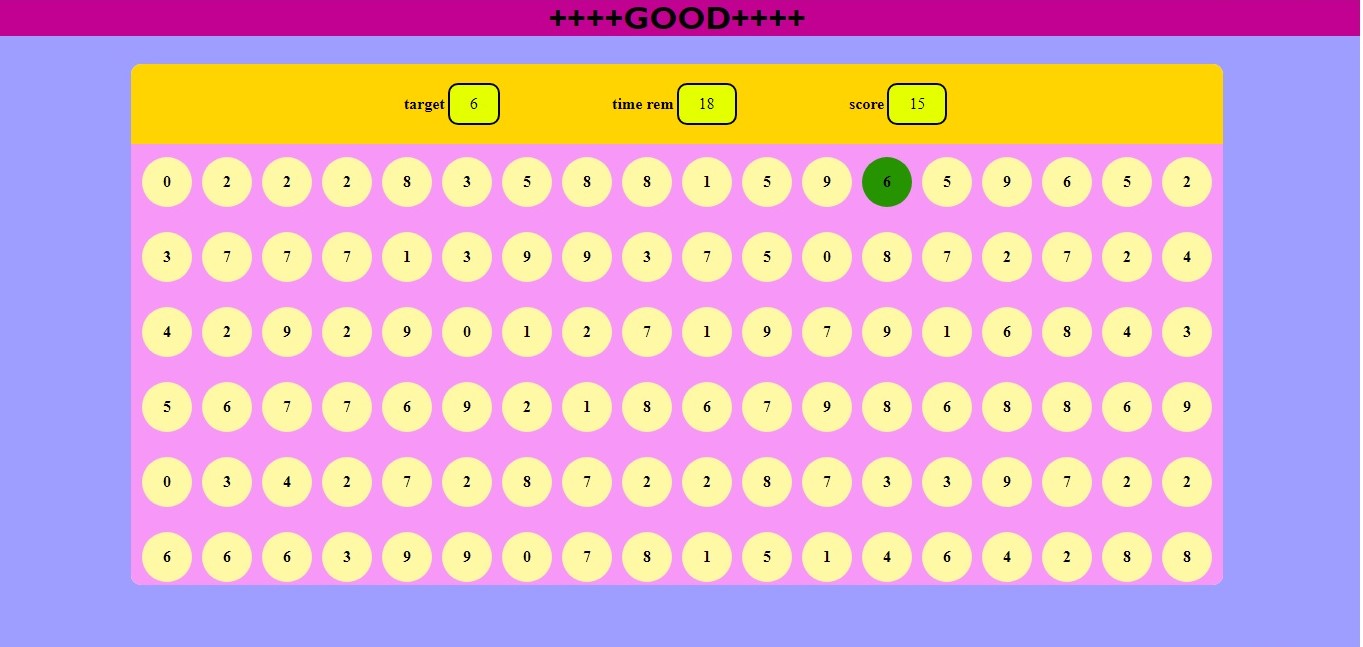 ++++GOOD++++
target 6 time rem 18 score 15
0 2 2 2 8 3 5 8 8 1 5 9 6 5 9 6 5 2
3 7 7 7 1 3 9 9 3 7 5 0 8 7 2 7 2 4
4 2 9 2 9 0 1 2 7 1 9 7 9 1 6 8 4 3
5 6 7 7 6 9 2 1 8 6 7 9 8 6 8 8 6 9
0 3 4 2 7 2 8 7 2 2 8 7 3 3 9 7 2 2
6 6 6 3 9 9 0 7 8 1 5 1 4 6 4 2 8 8